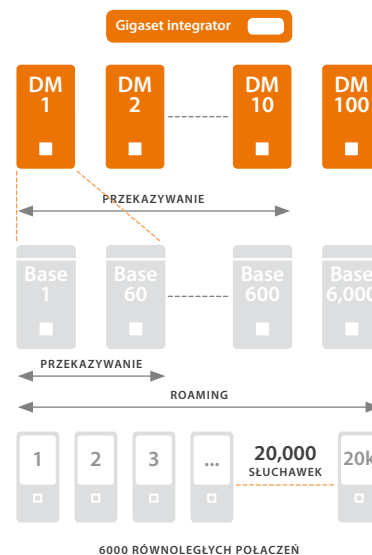 Gigaset integrator
DM 1
DM 2
DM 10
DM 100
PRZEKAZYWANIE
Base 1
Base 60
Base 600
Base 6,000
PRZEKAZYWANIE
ROAMING
1
2
3
...
20,000 SŁUCHAWEK
20k
6000 RÓWNOLEGŁYCH POŁĄCZEŃ